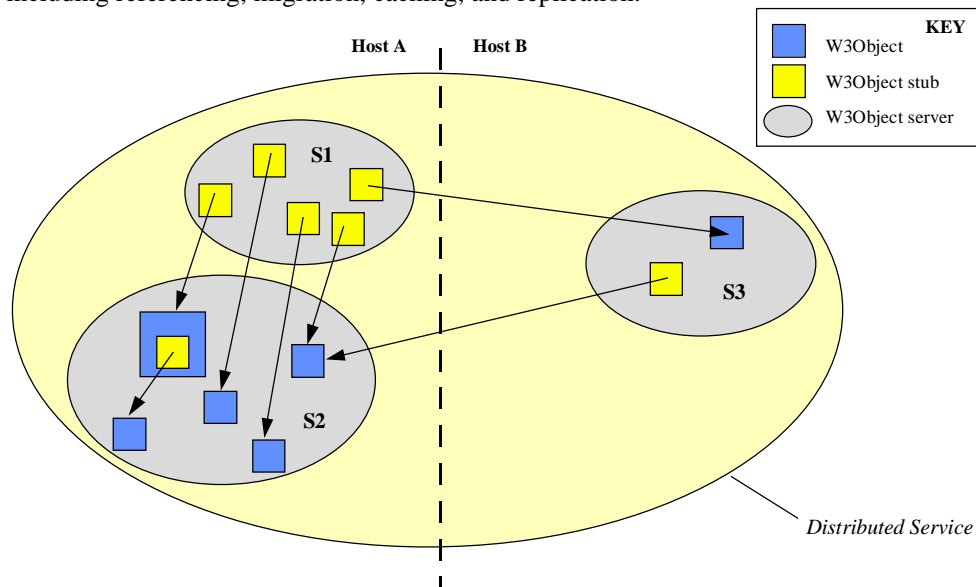 including referencing, migration, caching, and replication.
Host A
Host B
KEY
W3Object
W3Object stub
W3Object server
S1
S3
S2
Distributed Service